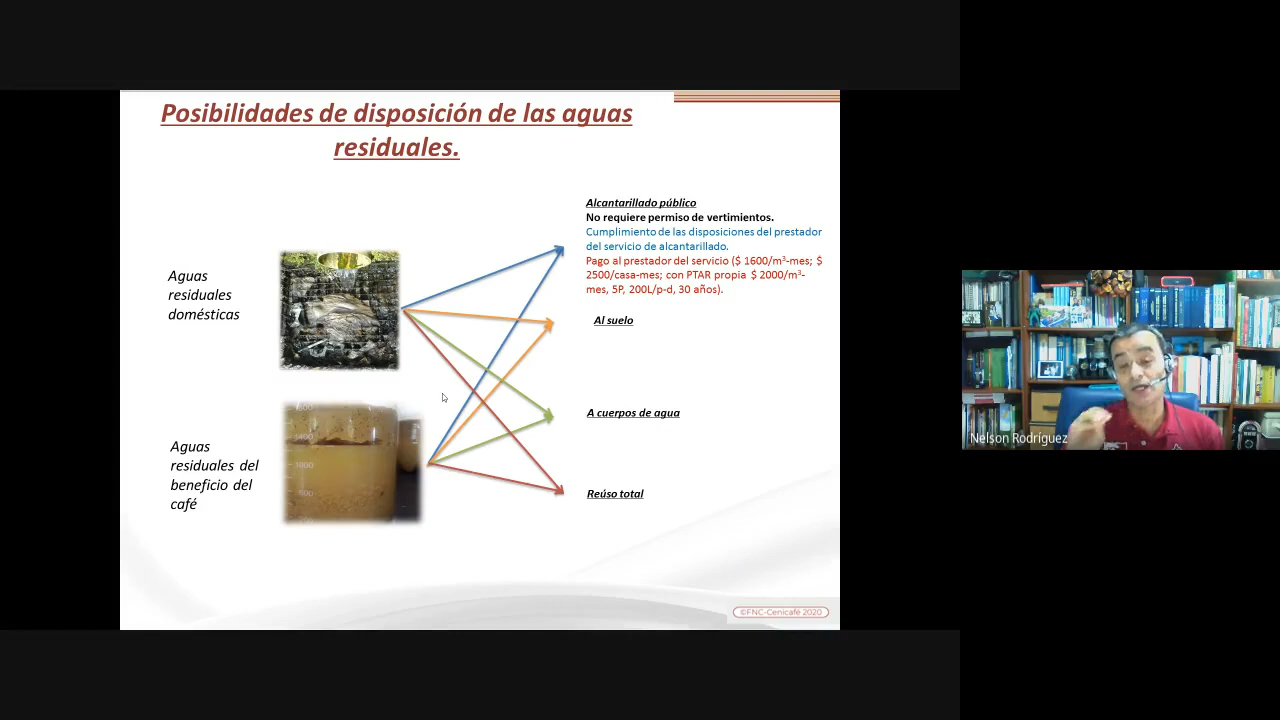 Posibilidades de disposición de las aguas
residuales.
Aguas
residuales
domésticas
Aguas
residuales del
beneficio del
café
Alcantarillado público
No requiere permiso de vertimientos.
Cumplimiento de las disposiciones del prestador
del servicio de alcantarillado.
Pago al prestador del servicio ($ 1600/m³-mes; $
2500/casa-mes; con PTAR propia $ 2000/m³-
mes, 5P, 200L/p-d, 30 años).
Al suelo
A cuerpos de agua
Reúso total
1400
1000
©FNC-Cenicafé 2020
Nelson Rodríguez